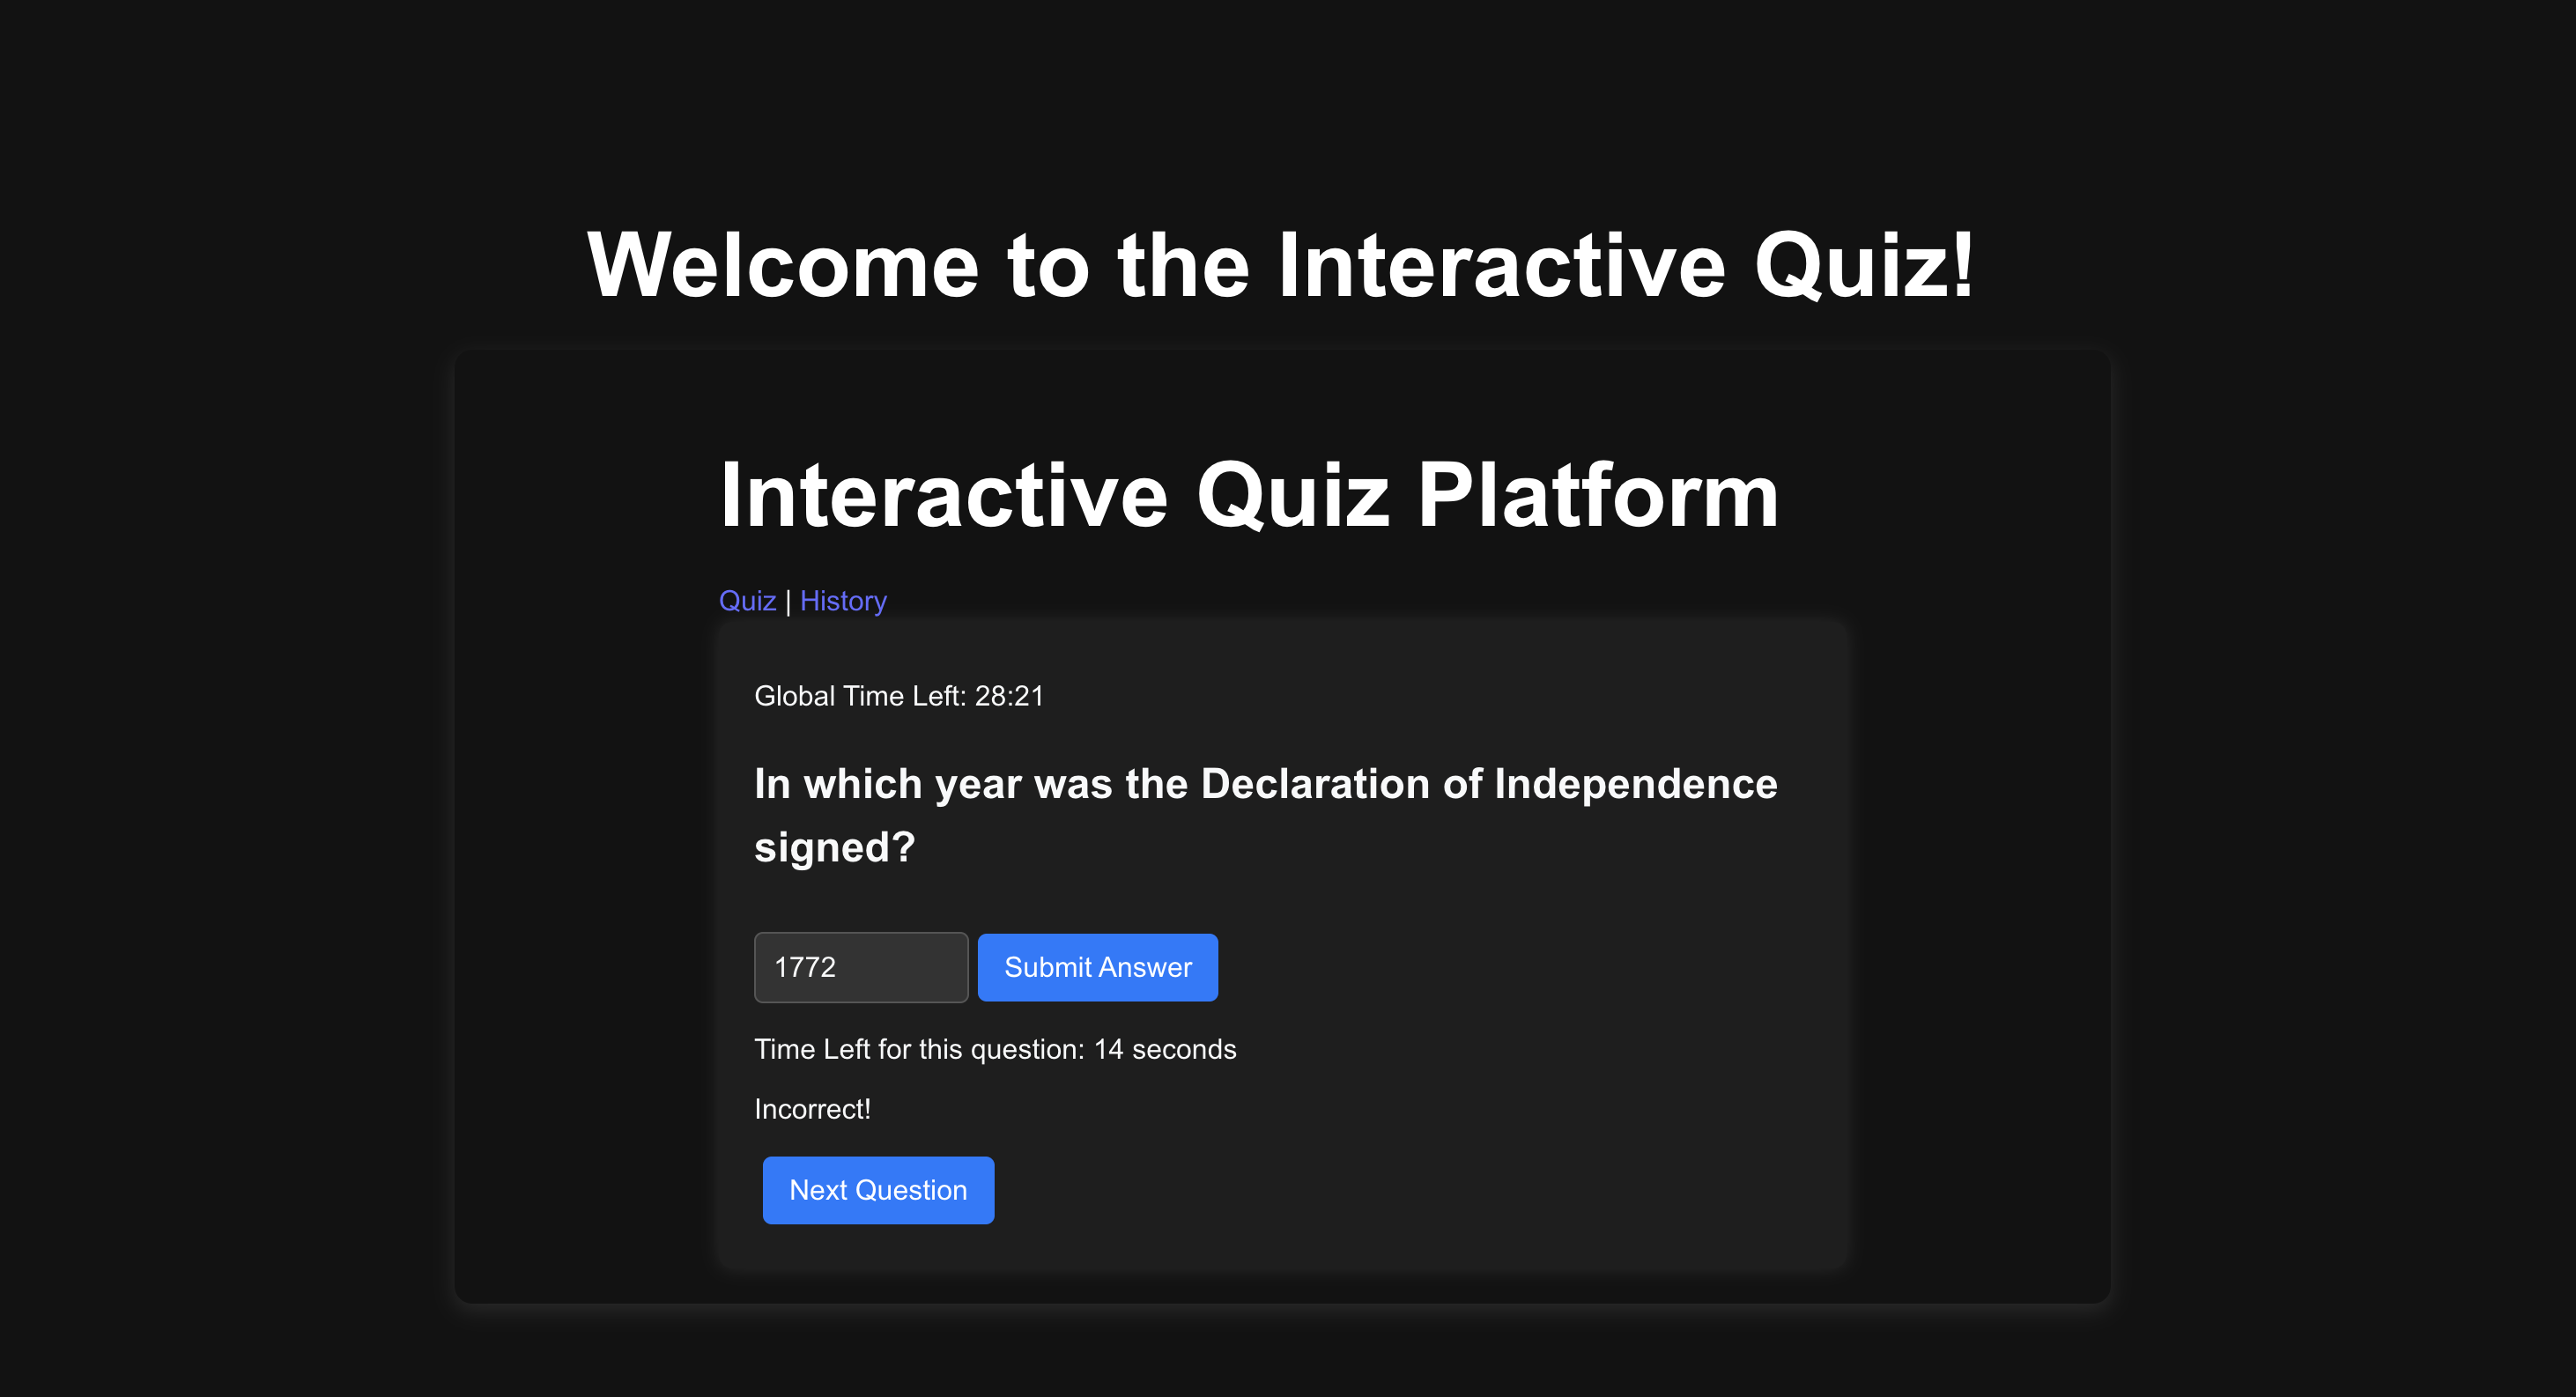 Welcome to the Interactive Quiz!
Interactive Quiz Platform
Quiz | History
Global Time Left: 28:21
In which year was the Declaration of Independence
signed?
1772 Submit Answer
Time Left for this question: 14 seconds
Incorrect!
Next Question